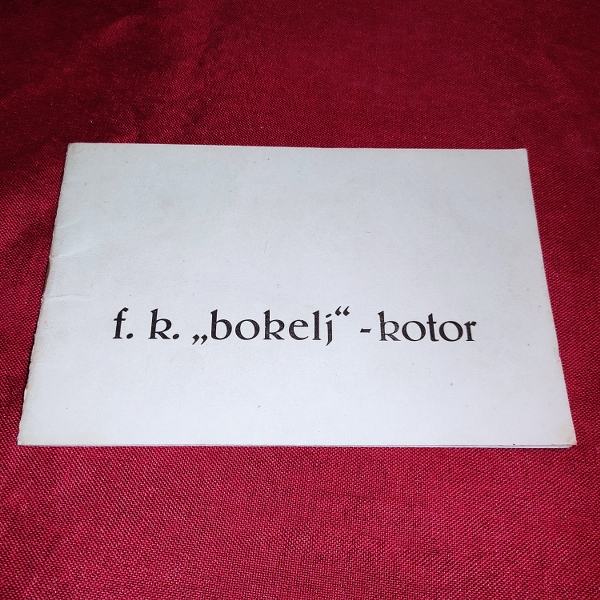 f. k. „bokelj“ - kotor